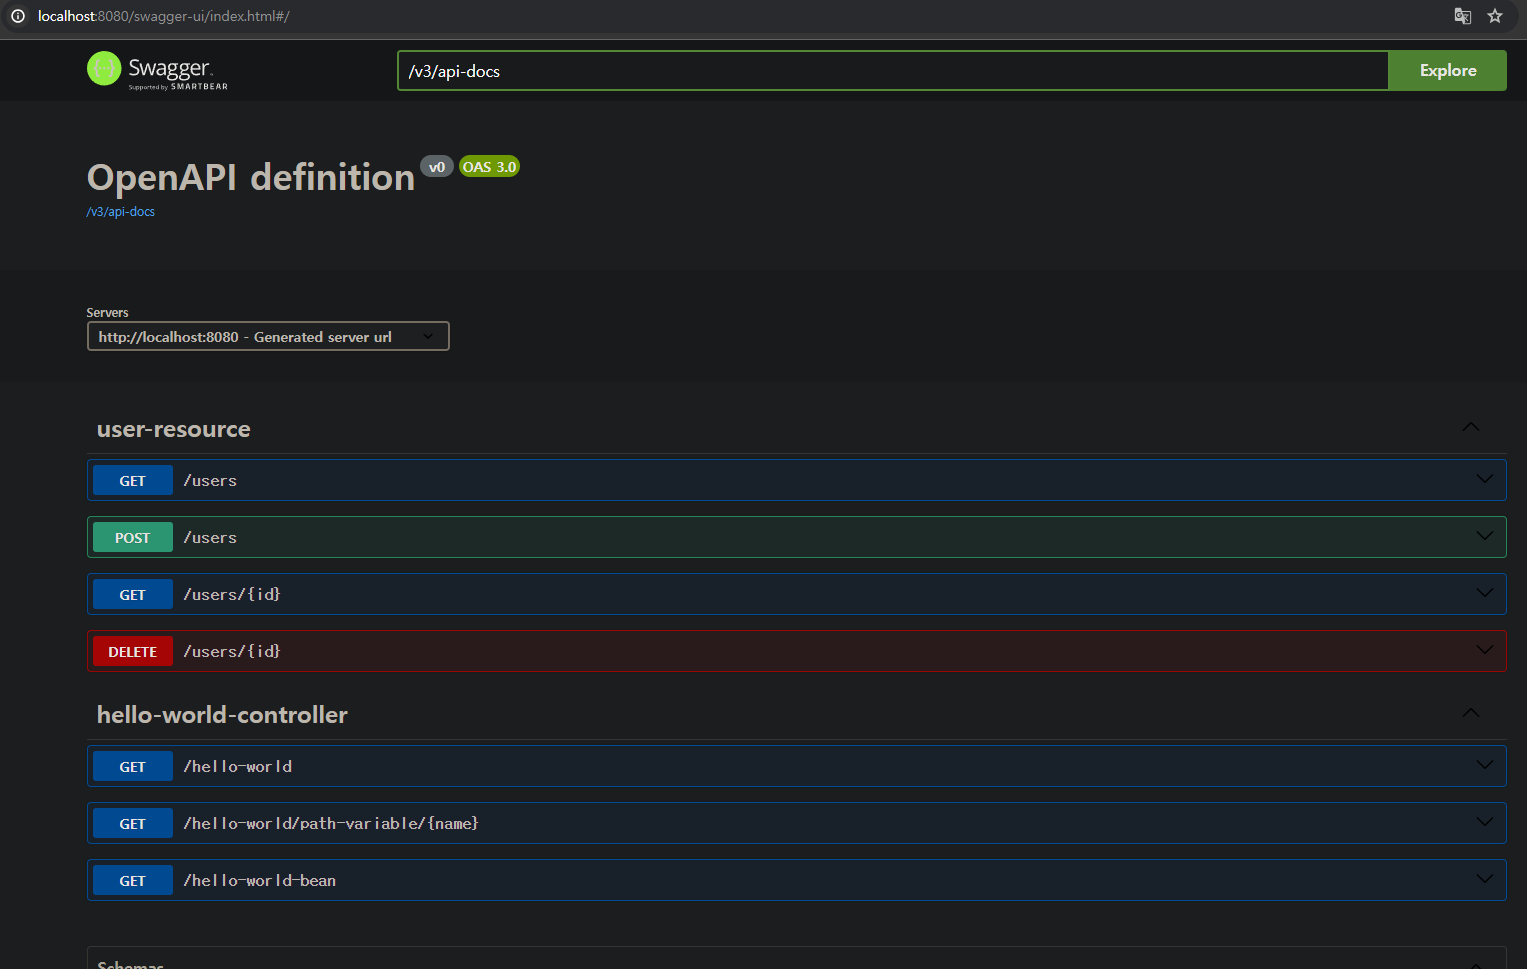 localhost:8080/swagger-ui/index.html#/
Swagger
Supported by SMARTBEAR
/v3/api-docs
Explore
OpenAPI definition v0 OAS 3.0
/v3/api-docs
Servers
http://localhost:8080 - Generated server url
user-resource
GET /users
POST /users
GET /users/{id}
DELETE /users/{id}
hello-world-controller
GET /hello-world
GET /hello-world/path-variable/{name}
GET /hello-world-bean
Schemas